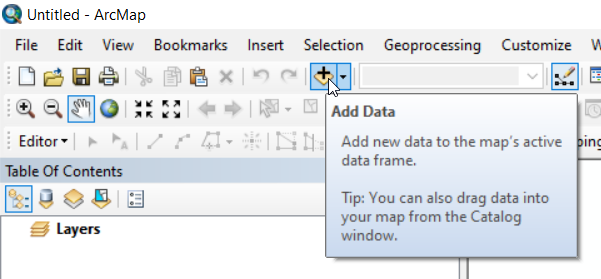 Untitled - ArcMap
File Edit View Bookmarks Insert Selection Geoprocessing Customize W
Add Data
Add new data to the map's active
data frame.
Tip: You can also drag data into
your map from the Catalog
window.
Editor
ping
Table Of Contents
Layers